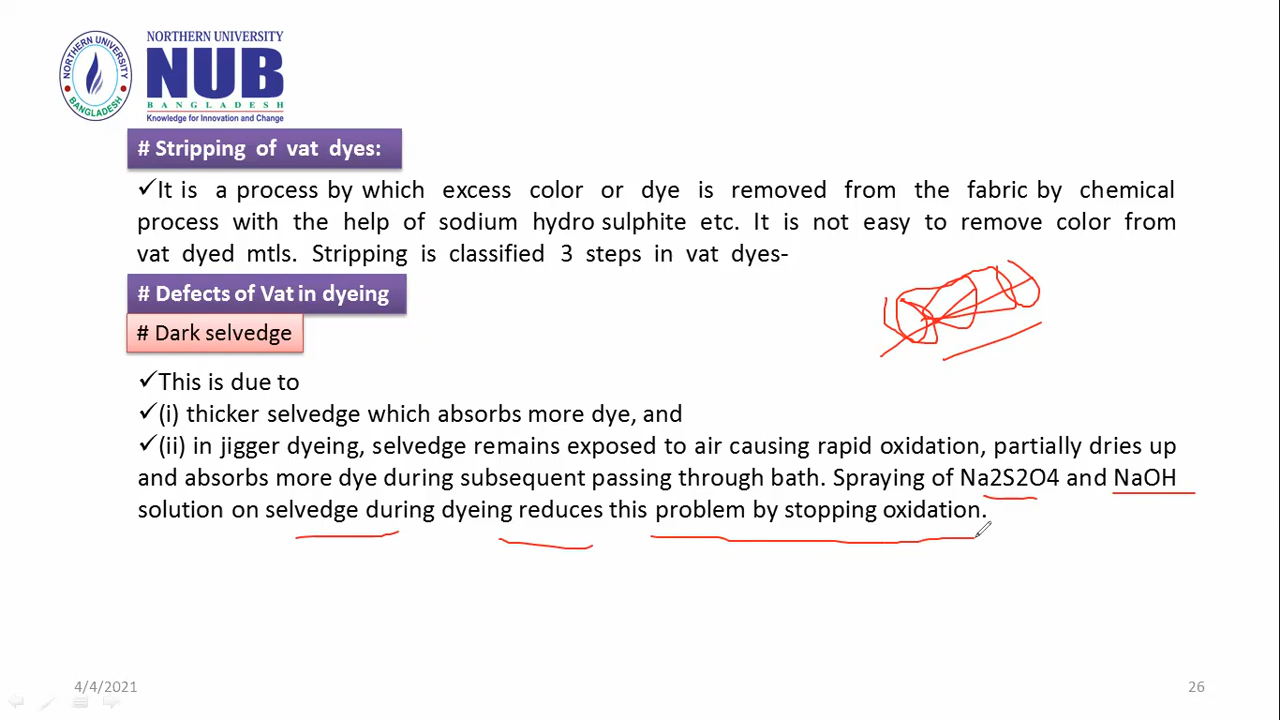 NORTHERN UNIVERSITY
NUB
BANGLADESH
Knowledge for Innovation and Change
NORTHERN UNIVERSITY
BANGLADESH
# Stripping of vat dyes:
✓It is a process by which excess color or dye is removed from the fabric by chemical
process with the help of sodium hydro sulphite etc. It is not easy to remove color from
vat dyed mtls. Stripping is classified 3 steps in vat dyes-
# Defects of Vat in dyeing
# Dark selvedge
✓This is due to
✓(i) thicker selvedge which absorbs more dye, and
✓(ii) in jigger dyeing, selvedge remains exposed to air causing rapid oxidation, partially dries up
and absorbs more dye during subsequent passing through bath. Spraying of Na2S2O4 and NaOH
solution on selvedge during dyeing reduces this problem by stopping oxidation.
4/4/2021
26